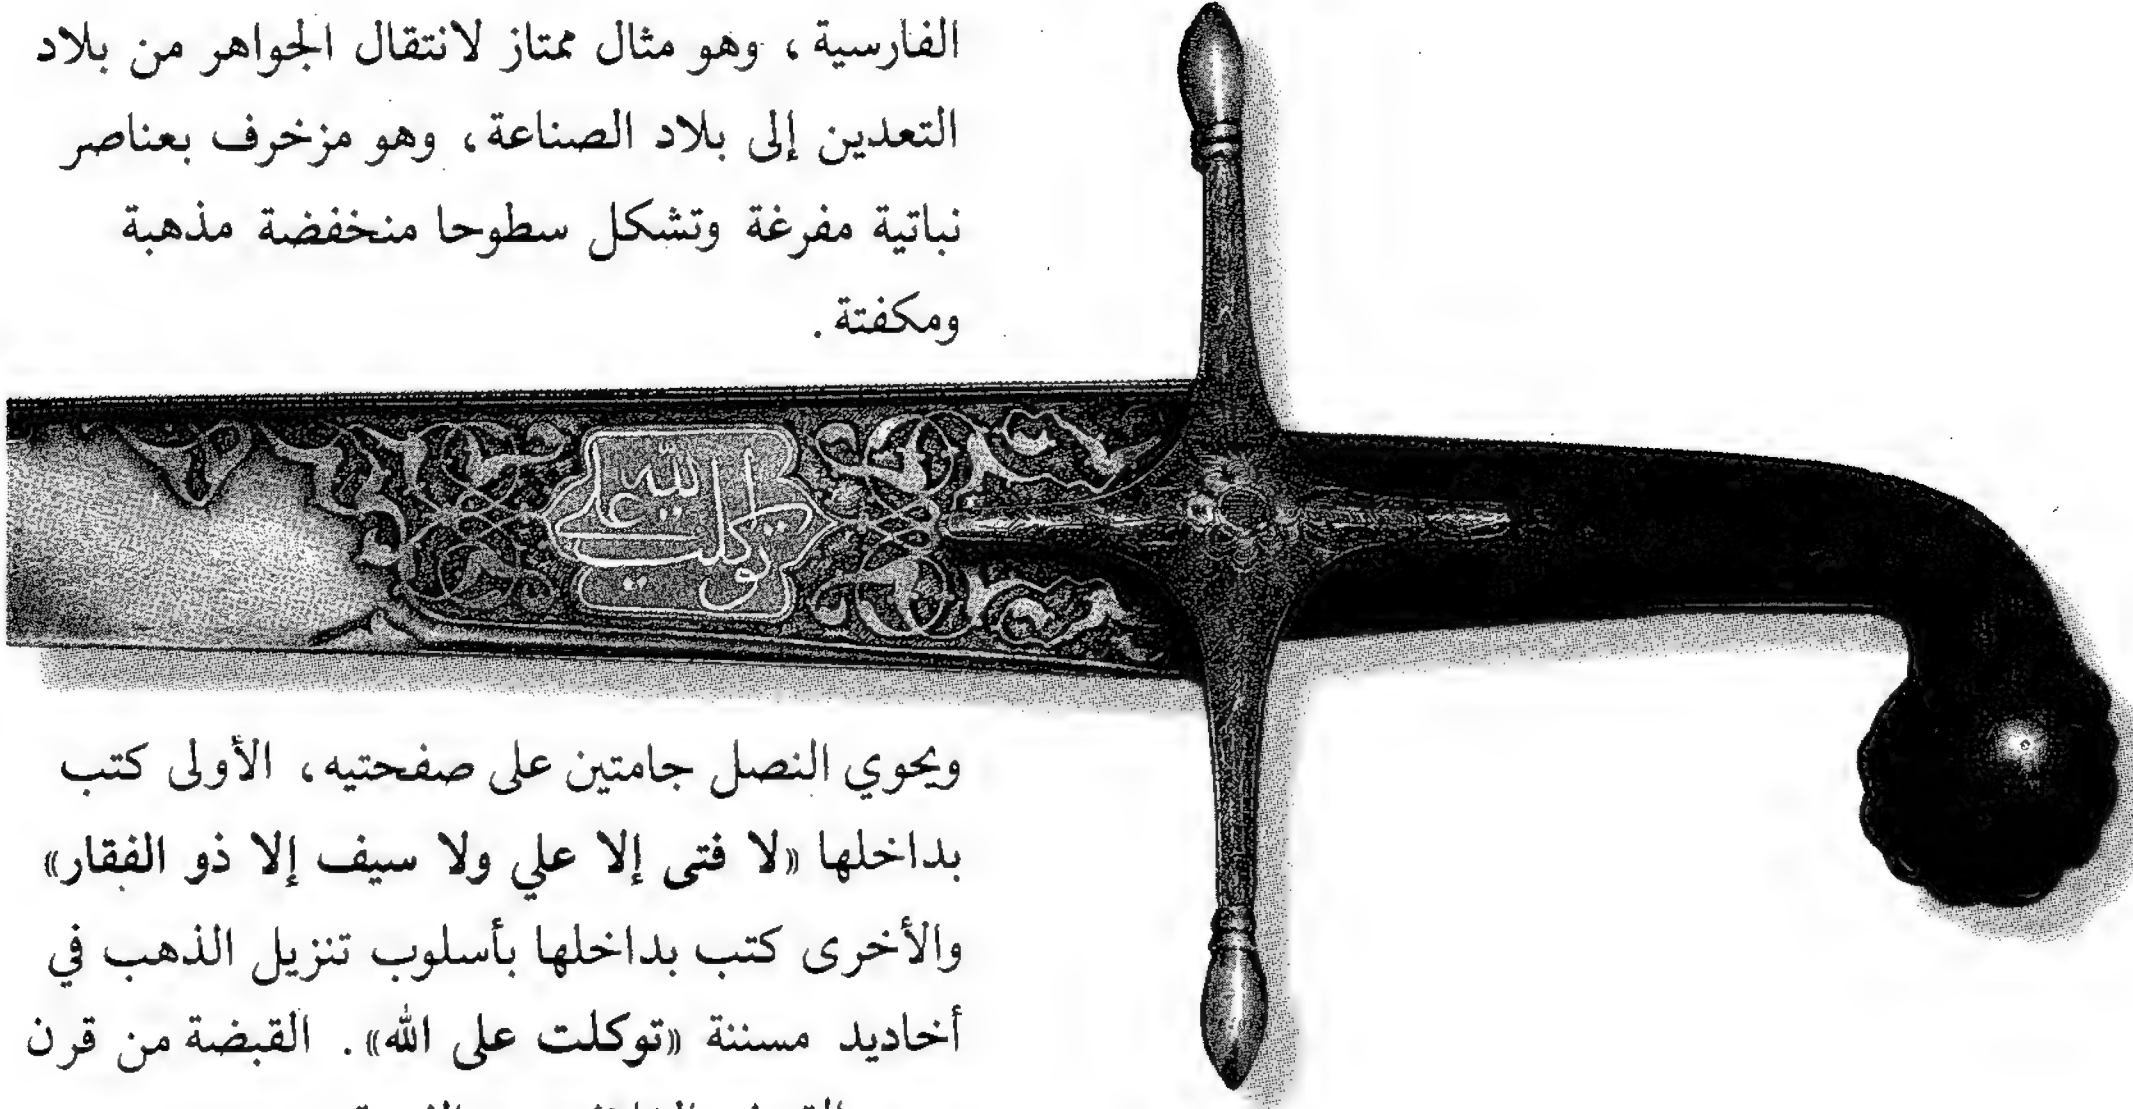 الفارسية ، وهو مثال ممتاز لانتقال الجواهر من بلاد
التعدين إلى بلاد الصناعة، وهو مزخرف بعناصر
نباتية مفرغة وتشكل سطوحا منخفضة مذهبة
ومكفتة .
توكلت على الله
ويحوي النصل جامتين على صفحتيه، الأولى كتب
بداخلها «لا فتى إلا علي ولا سيف إلا ذو الفقار»
والأخرى كتب بداخلها بأسلوب تنزيل الذهب في
أخاديد مسننة «توكلت على الله». القبضة من قرن